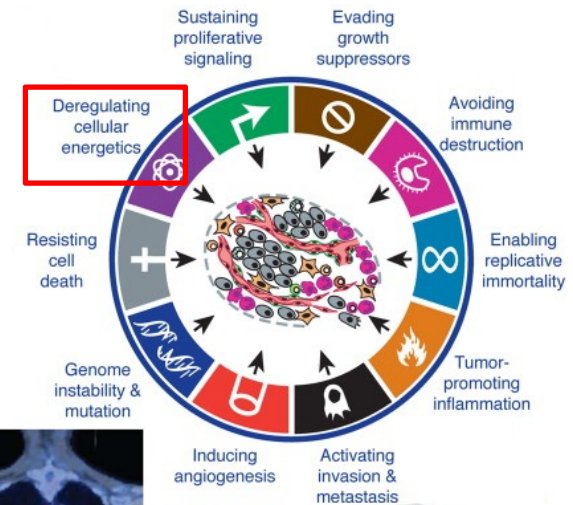 Sustaining
proliferative
signaling
Evading
growth
suppressors
Deregulating
cellular
energetics
Avoiding
immune
destruction
Resisting
cell
death
Enabling
replicative
immortality
Genome
instability &
mutation
Tumor-
promoting
inflammation
Inducing
angiogenesis
Activating
invasion &
metastasis